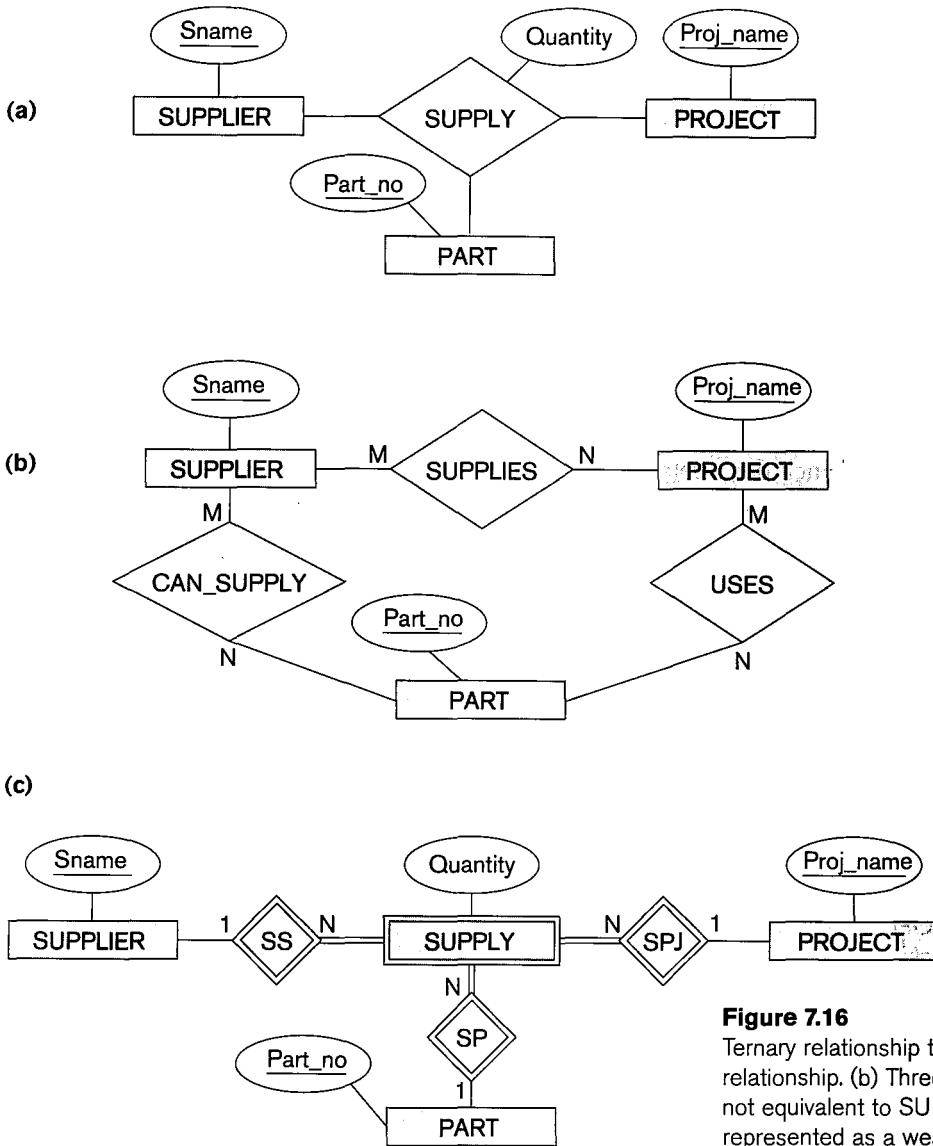 (a)
Sname
Quantity
Proj_name
SUPPLIER
SUPPLY
PROJECT
Part_no
PART
(b)
Sname
Proj_name
SUPPLIER
M
SUPPLIES
N
PROJECT
M
M
CAN_SUPPLY
USES
Part_no
N
N
PART
(c)
Sname
Quantity
Proj_name
SUPPLIER
1
SS
N
SUPPLY
N
SPJ
1
PROJECT
N
SP
Part_no
1
PART
Figure 7.16
Ternary relationship
relationship. (b) Three
not equivalent to SU
represented as a we